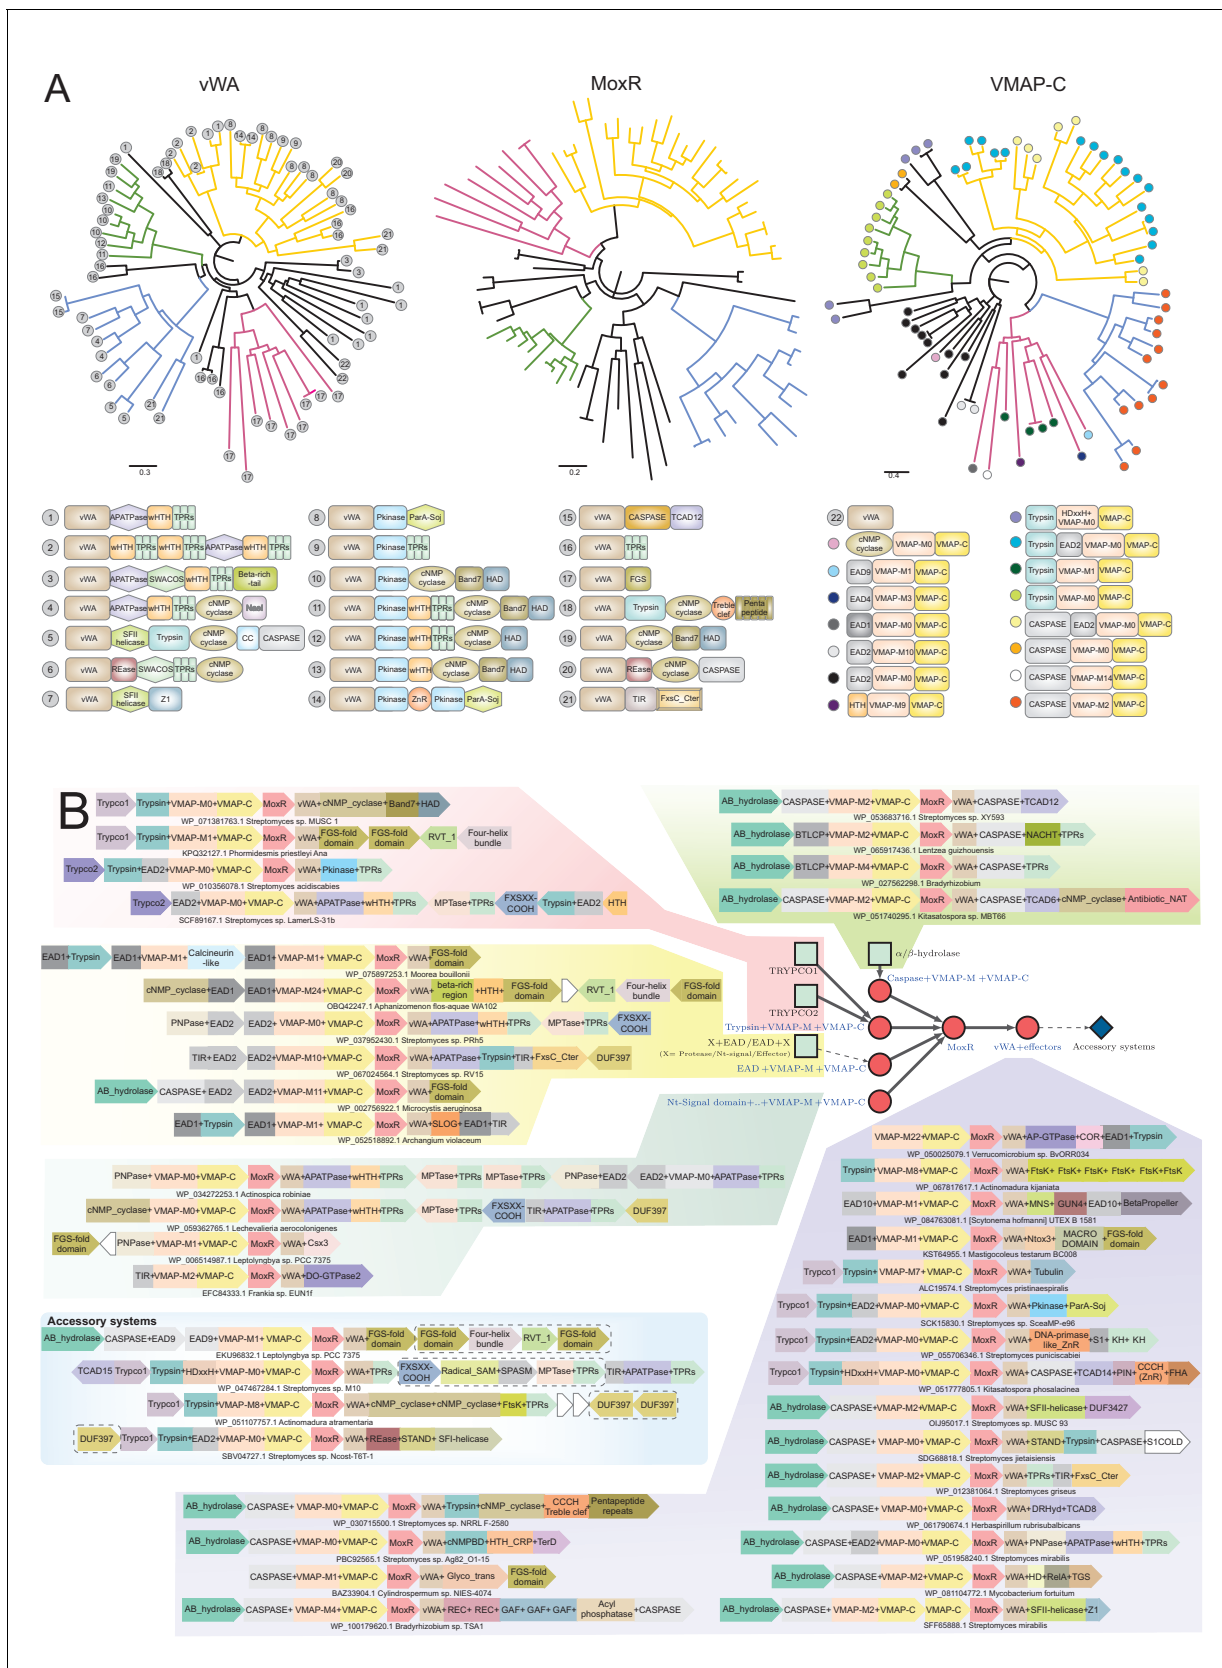 A
vWA
MoxR
VMAP-C
0.3
0.2
0.4
1 vWA APATPase wHTH TPRs
2 vWA wHTH TPRs wHTH TPRs APATPase wHTH TPRs
3 vWA APATPase SWACOS wHTH TPRs Beta-rich -tail
4 vWA APATPase wHTH TPRs cNMP cyclase
5 vWA SFII helicase Trypsin cNMP cyclase CC CASPASE
6 vWA REase SWACOS TPRs cNMP cyclase
7 vWA SFII helicase Z1
8 vWA Pkinase ParA-Soj
9 vWA Pkinase TPRs
10 vWA Pkinase cNMP cyclase Band7 HAD
11 vWA Pkinase wHTH TPRs cNMP cyclase Band7 HAD
12 vWA Pkinase wHTH TPRs cNMP cyclase HAD
13 vWA Pkinase wHTH cNMP cyclase Band7 HAD
14 vWA Pkinase ZnR Pkinase ParA-Soj
15 vWA CASPASE TCAD12
16 vWA TPRs
17 vWA FGS
18 vWA Trypsin cNMP cyclase Treble clef Penta peptide
19 vWA cNMP cyclase Band7 HAD
20 vWA REase cNMP cyclase CASPASE
21 vWA TIR FxsC_Cter
22 vWA
cNMP cyclase VMAP-M0 VMAP-C
EAD9 VMAP-M1 VMAP-C
EAD4 VMAP-M3 VMAP-C
EAD1 VMAP-M0 VMAP-C
EAD2 VMAP-M10 VMAP-C
EAD2 VMAP-M0 VMAP-C
HTH VMAP-M9 VMAP-C
Trypsin HDxxH+ VMAP-M0 VMAP-C
Trypsin EAD2 VMAP-M0 VMAP-C
Trypsin VMAP-M1 VMAP-C
Trypsin VMAP-M0 VMAP-C
CASPASE EAD2 VMAP-M0 VMAP-C
CASPASE VMAP-M0 VMAP-C
CASPASE VMAP-M14 VMAP-C
CASPASE VMAP-M2 VMAP-C
B
Trypco1 Trypsin+VMAP-M0+VMAP-C MoxR vWA+cNMP_cyclase+Band7+HAD
WP_071381763.1 Streptomyces sp. MUSC 1
Trypco1 Trypsin+VMAP-M1+VMAP-C MoxR vWA+FGS-fold domain FGS-fold domain RVT_1 Four-helix bundle
KPQ32127.1 Phormidesmis priestleyi Ana
Trypco2 Trypsin+EAD2+VMAP-M0+VMAP-C MoxR vWA+Pkinase+TPRs
WP_010356078.1 Streptomyces acidiscabies
Trypco2 EAD2+VMAP-M0+VMAP-C vWA+APATPase+wHTH+TPRs MPTase+TPRs FXSXX-COOH Trypsin+EAD2 HTH
SCF89167.1 Streptomyces sp. LamerLS-31b
AB_hydrolase CASPASE+VMAP-M2+VMAP-C MoxR vWA+CASPASE+TCAD12
WP_053683716.1 Streptomyces sp. XY593
AB_hydrolase BTLCP+VMAP-M2+VMAP-C MoxR vWA+CASPASE+NACHT+TPRs
WP_065917436.1 Lentzea guizhouensis
AB_hydrolase BTLCP+VMAP-M4+VMAP-C MoxR vWA+CASPASE+TPRs
WP_027562298.1 Bradyrhizobium
AB_hydrolase CASPASE+VMAP-M2+VMAP-C MoxR vWA+CASPASE+TCAD6+cNMP_cyclase+Antibiotic_NAT
WP_051740295.1 Kitasatospora sp. MBT66
EAD1+Trypsin EAD1+VMAP-M1+Calcineurin-like EAD1+VMAP-M1+VMAP-C MoxR vWA+FGS-fold domain
WP_075897253.1 Moorea bouillonii
cNMP_cyclase+EAD1 EAD1+VMAP-M24+VMAP-C MoxR vWA+beta-rich region+HTH+FGS-fold domain RVT_1 Four-helix bundle FGS-fold domain
OBQ42247.1 Aphanizomenon flos-aquae WA102
PNPase+EAD2 EAD2+VMAP-M0+VMAP-C MoxR vWA+APATPase+wHTH+TPRs MPTase+TPRs FXSXX-COOH
WP_037952430.1 Streptomyces sp. PRh5
TIR+EAD2 EAD2+VMAP-M10+VMAP-C MoxR vWA+APATPase+Trypsin+TIR+FxsC_Cter DUF397
WP_067024564.1 Streptomyces sp. RV15
AB_hydrolase CASPASE+EAD2 EAD2+VMAP-M11+VMAP-C MoxR vWA+FGS-fold domain
WP_002756922.1 Microcystis aeruginosa
EAD1+Trypsin EAD1+VMAP-M1+VMAP-C MoxR vWA+SLOG+EAD1+TIR
WP_052518892.1 Archangium violaceum
TRYPCO1
α/β-hydrolase
Caspase+VMAP-M +VMAP-C
TRYPCO2
Trypsin+VMAP-M +VMAP-C
X+EAD/EAD+X
(X= Protease/Nt-signal/Effector)
EAD +VMAP-M +VMAP-C
Nt-Signal domain+..+VMAP-M +VMAP-C
MoxR
vWA+effectors
Accessory systems
PNPase+VMAP-M0+VMAP-C MoxR vWA+APATPase+wHTH+TPRs MPTase+TPRs MPTase+TPRs PNPase+EAD2 EAD2+VMAP-M0+APATPase+TPRs
WP_034272253.1 Actinospica robiniae
cNMP_cyclase+VMAP-M0+VMAP-C MoxR vWA+APATPase+wHTH+TPRs MPTase+TPRs FXSXX-COOH TIR+APATPase+TPRs DUF397
WP_059362765.1 Lechevalieria aerocolonigenes
FGS-fold domain PNPase+VMAP-M1+VMAP-C MoxR vWA+Csx3
WP_006514987.1 Leptolyngbya sp. PCC 7375
TIR+VMAP-M2+VMAP-C MoxR vWA+DO-GTPase2
EFC84333.1 Frankia sp. EUN1f
Accessory systems
AB_hydrolase CASPASE+EAD9 EAD9+VMAP-M1+VMAP-C MoxR vWA+FGS-fold domain FGS-fold domain Four-helix bundle RVT_1 FGS-fold domain
EKU96832.1 Leptolyngbya sp. PCC 7375
TCAD15 Trypco1 Trypsin+HDxxH+VMAP-M0+VMAP-C MoxR vWA+TPRs FXSXX-COOH Radical_SAM+SPASM MPTase+TPRs TIR+APATPase+TPRs
WP_047467284.1 Streptomyces sp. M10
Trypco1 Trypsin+VMAP-M8+VMAP-C MoxR vWA+cNMP_cyclase+cNMP_cyclase+FtsK+TPRs DUF397 DUF397
WP_051107757.1 Actinomadura atramentaria
DUF397 Trypco1 Trypsin+EAD2+VMAP-M0+VMAP-C MoxR vWA+REase+STAND+ SFI-helicase
SBV04727.1 Streptomyces sp. Ncost-T6T-1
AB_hydrolase CASPASE+ VMAP-M0+VMAP-C MoxR vWA+Trypsin+cNMP_cyclase+CCCH Treble clef+Pentapeptide repeats
WP_030715500.1 Streptomyces sp. NRRL F-2580
AB_hydrolase CASPASE+ VMAP-M0+VMAP-C MoxR vWA+cNMPBD+HTH_CRP+TerD
PBC92565.1 Streptomyces sp. Ag82_O1-15
CASPASE+ VMAP-M1+VMAP-C MoxR vWA+ Glyco_trans FGS-fold domain
BAZ33904.1 Cylindrospermum sp. NIES-4074
AB_hydrolase CASPASE+ VMAP-M4+VMAP-C MoxR vWA+ REC+ REC+ GAF+ GAF+ GAF+ Acyl phosphatase+CASPASE
WP_100179620.1 Bradyrhizobium sp. TSA1
VMAP-M22+VMAP-C MoxR vWA+AP-GTPase+COR+EAD1+Trypsin
WP_050025079.1 Verrucomicrobium sp. BvORR034
Trypsin+VMAP-M8+VMAP-C MoxR vWA+FtsK+ FtsK+ FtsK+ FtsK+ FtsK+FtsK
WP_067817617.1 Actinomadura kijaniata
EAD10+VMAP-M1+VMAP-C MoxR vWA+MNS+GUN4+EAD10+BetaPropeller
WP_084763081.1 [Scytonema hofmanni] UTEX B 1581
EAD1+VMAP-M1+VMAP-C MoxR vWA+Ntox3+MACRO DOMAIN+FGS-fold domain
KST64955.1 Mastigocoleus testarum BC008
Trypco1 Trypsin+VMAP-M7+VMAP-C MoxR vWA+Tubulin
ALC19574.1 Streptomyces pristinaespiralis
Trypco1 Trypsin+EAD2+VMAP-M0+VMAP-C MoxR vWA+Pkinase+ParA-Soj
SCK15830.1 Streptomyces sp. SceaMP-e96
Trypco1 Trypsin+EAD2+VMAP-M0+VMAP-C MoxR vWA+DNA-primase like_ZnR+S1+ KH+ KH
WP_055706346.1 Streptomyces puniciscabiei
Trypco1 Trypsin+HDxxH+VMAP-M0+VMAP-C MoxR vWA+CASPASE+TCAD14+PIN+CCCH (ZnR)+FHA
WP_051777805.1 Kitasatospora phosalacinea
AB_hydrolase CASPASE+VMAP-M2+VMAP-C MoxR vWA+SFII-helicase+DUF3427
OIJ95017.1 Streptomyces sp. MUSC 93
AB_hydrolase CASPASE+VMAP-M0+VMAP-C MoxR vWA+STAND+Trypsin+CASPASE+S1COLD
SDG68818.1 Streptomyces jietaisiensis
AB_hydrolase CASPASE+VMAP-M2+VMAP-C MoxR vWA+TPRs+TIR+FxsC_Cter
WP_012381064.1 Streptomyces griseus
AB_hydrolase CASPASE+VMAP-M0+VMAP-C MoxR vWA+DRHyd+TCAD8
WP_061790674.1 Herbaspirillum rubrisubalbicans
AB_hydrolase CASPASE+EAD2+VMAP-M0+VMAP-C MoxR vWA+PNPase+APATPase+wHTH+TPRs
WP_051958240.1 Streptomyces mirabilis
AB_hydrolase CASPASE+VMAP-M2+VMAP-C MoxR vWA+HD+RelA+TGS
WP_081104772.1 Mycobacterium fortuitum
AB_hydrolase CASPASE+ VMAP-M2+VMAP-C VMAP-C MoxR vWA+SFII-helicase+Z1
SFF65888.1 Streptomyces mirabilis